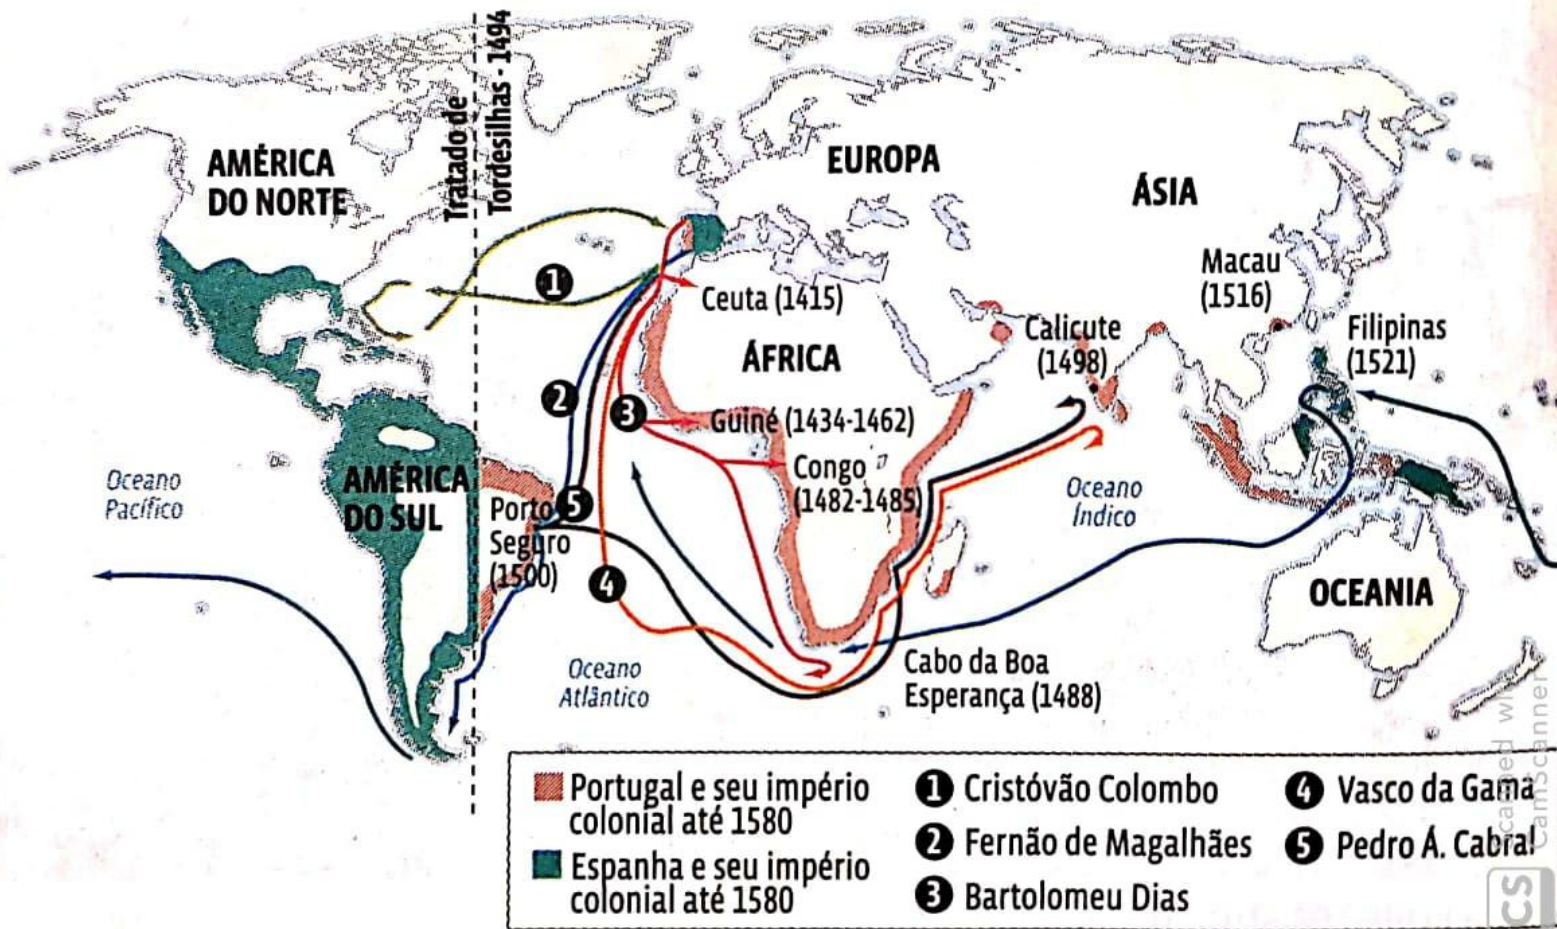 Tratado de
Tordesilhas - 1494
AMÉRICA
DO NORTE
EUROPA
ÁSIA
Macau
(1516)
1
Ceuta (1415)
Calicute
(1498)
Filipinas
(1521)
ÁFRICA
2
3
Guiné (1434-1462)
Congo
(1482-1485)
Oceano
Pacífico
AMÉRICA
DO SUL
Porto
Seguro
(1500)
5
4
Oceano
Índico
OCEANIA
Oceano
Atlântico
Cabo da Boa
Esperança (1488)
Portugal e seu império
colonial até 1580
Espanha e seu império
colonial até 1580
1 Cristóvão Colombo
2 Fernão de Magalhães
3 Bartolomeu Dias
4 Vasco da Gama
5 Pedro Á. Cabral
CS
CamScanner